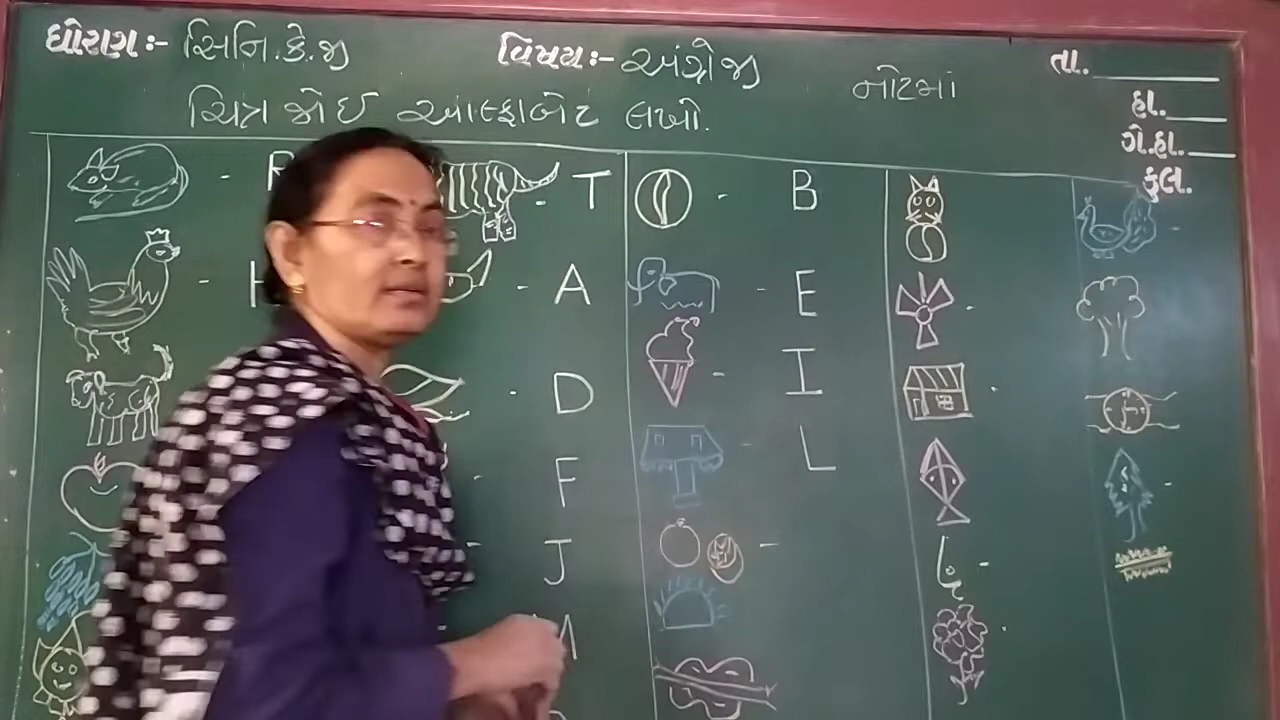 ધોરણ:- સિનિ.કે.જી વિષય:- અંગ્રેજી નોટમાં તા.
હા.
ચિત્ર જોઈ આલ્ફાબેટ લખો.
ગે.હા.
કુલ.
- R - T - B -
H - A - E -
- D - I -
- F - L
- J - -